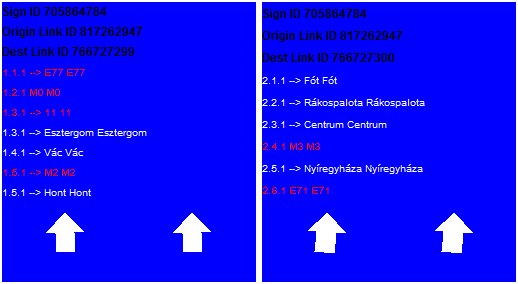 Sign ID 705864784
Origin Link ID 817262947
Dest Link ID 766727299
1.1.1 --> E77 E77
1.2.1 M0 M0
1.3.1 --> 11 11
1.3.1 --> Esztergom Esztergom
1.4.1 --> Vác Vác
1.5.1 --> M2 M2
1.5.1 --> Hont Hont
Sign ID 705864784
Origin Link ID 817262947
Dest Link ID 766727300
2.1.1 --> Fót Fót
2.2.1 --> Rákospalota Rákospalota
2.3.1 --> Centrum Centrum
2.4.1 M3 M3
2.5.1 --> Nyíregyháza Nyíregyháza
2.6.1 E71 E71